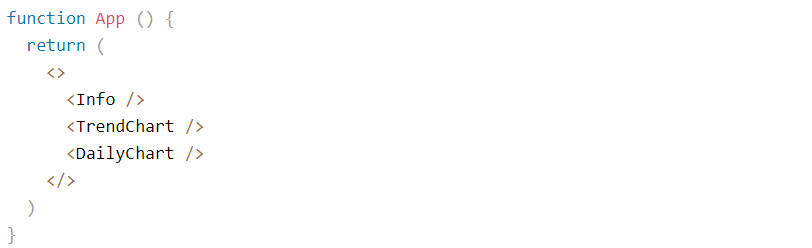 function App () {
  return (
    <>
      <Info />
      <TrendChart />
      <DailyChart />
    </>
  )
}